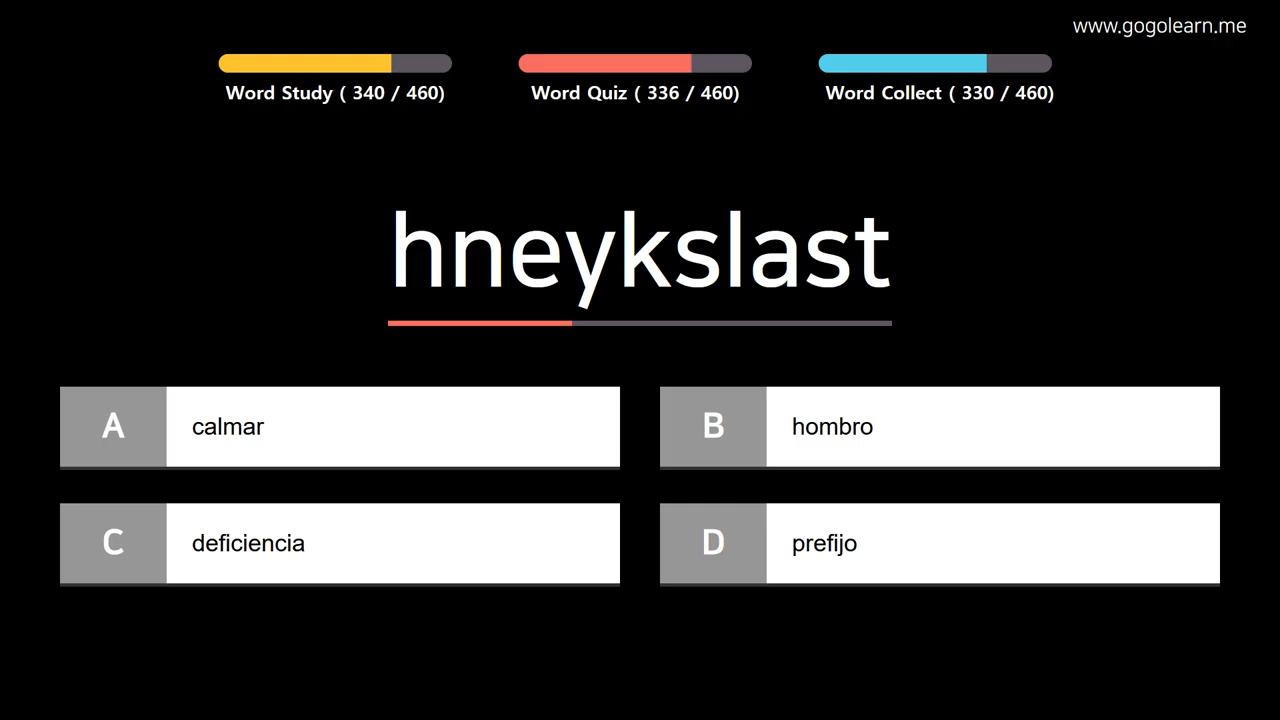 www.gogolearn.me
Word Study ( 340 / 460)
Word Quiz ( 336 / 460)
Word Collect ( 330 / 460)
hneykslast
A calmar
B hombro
C deficiencia
D prefijo